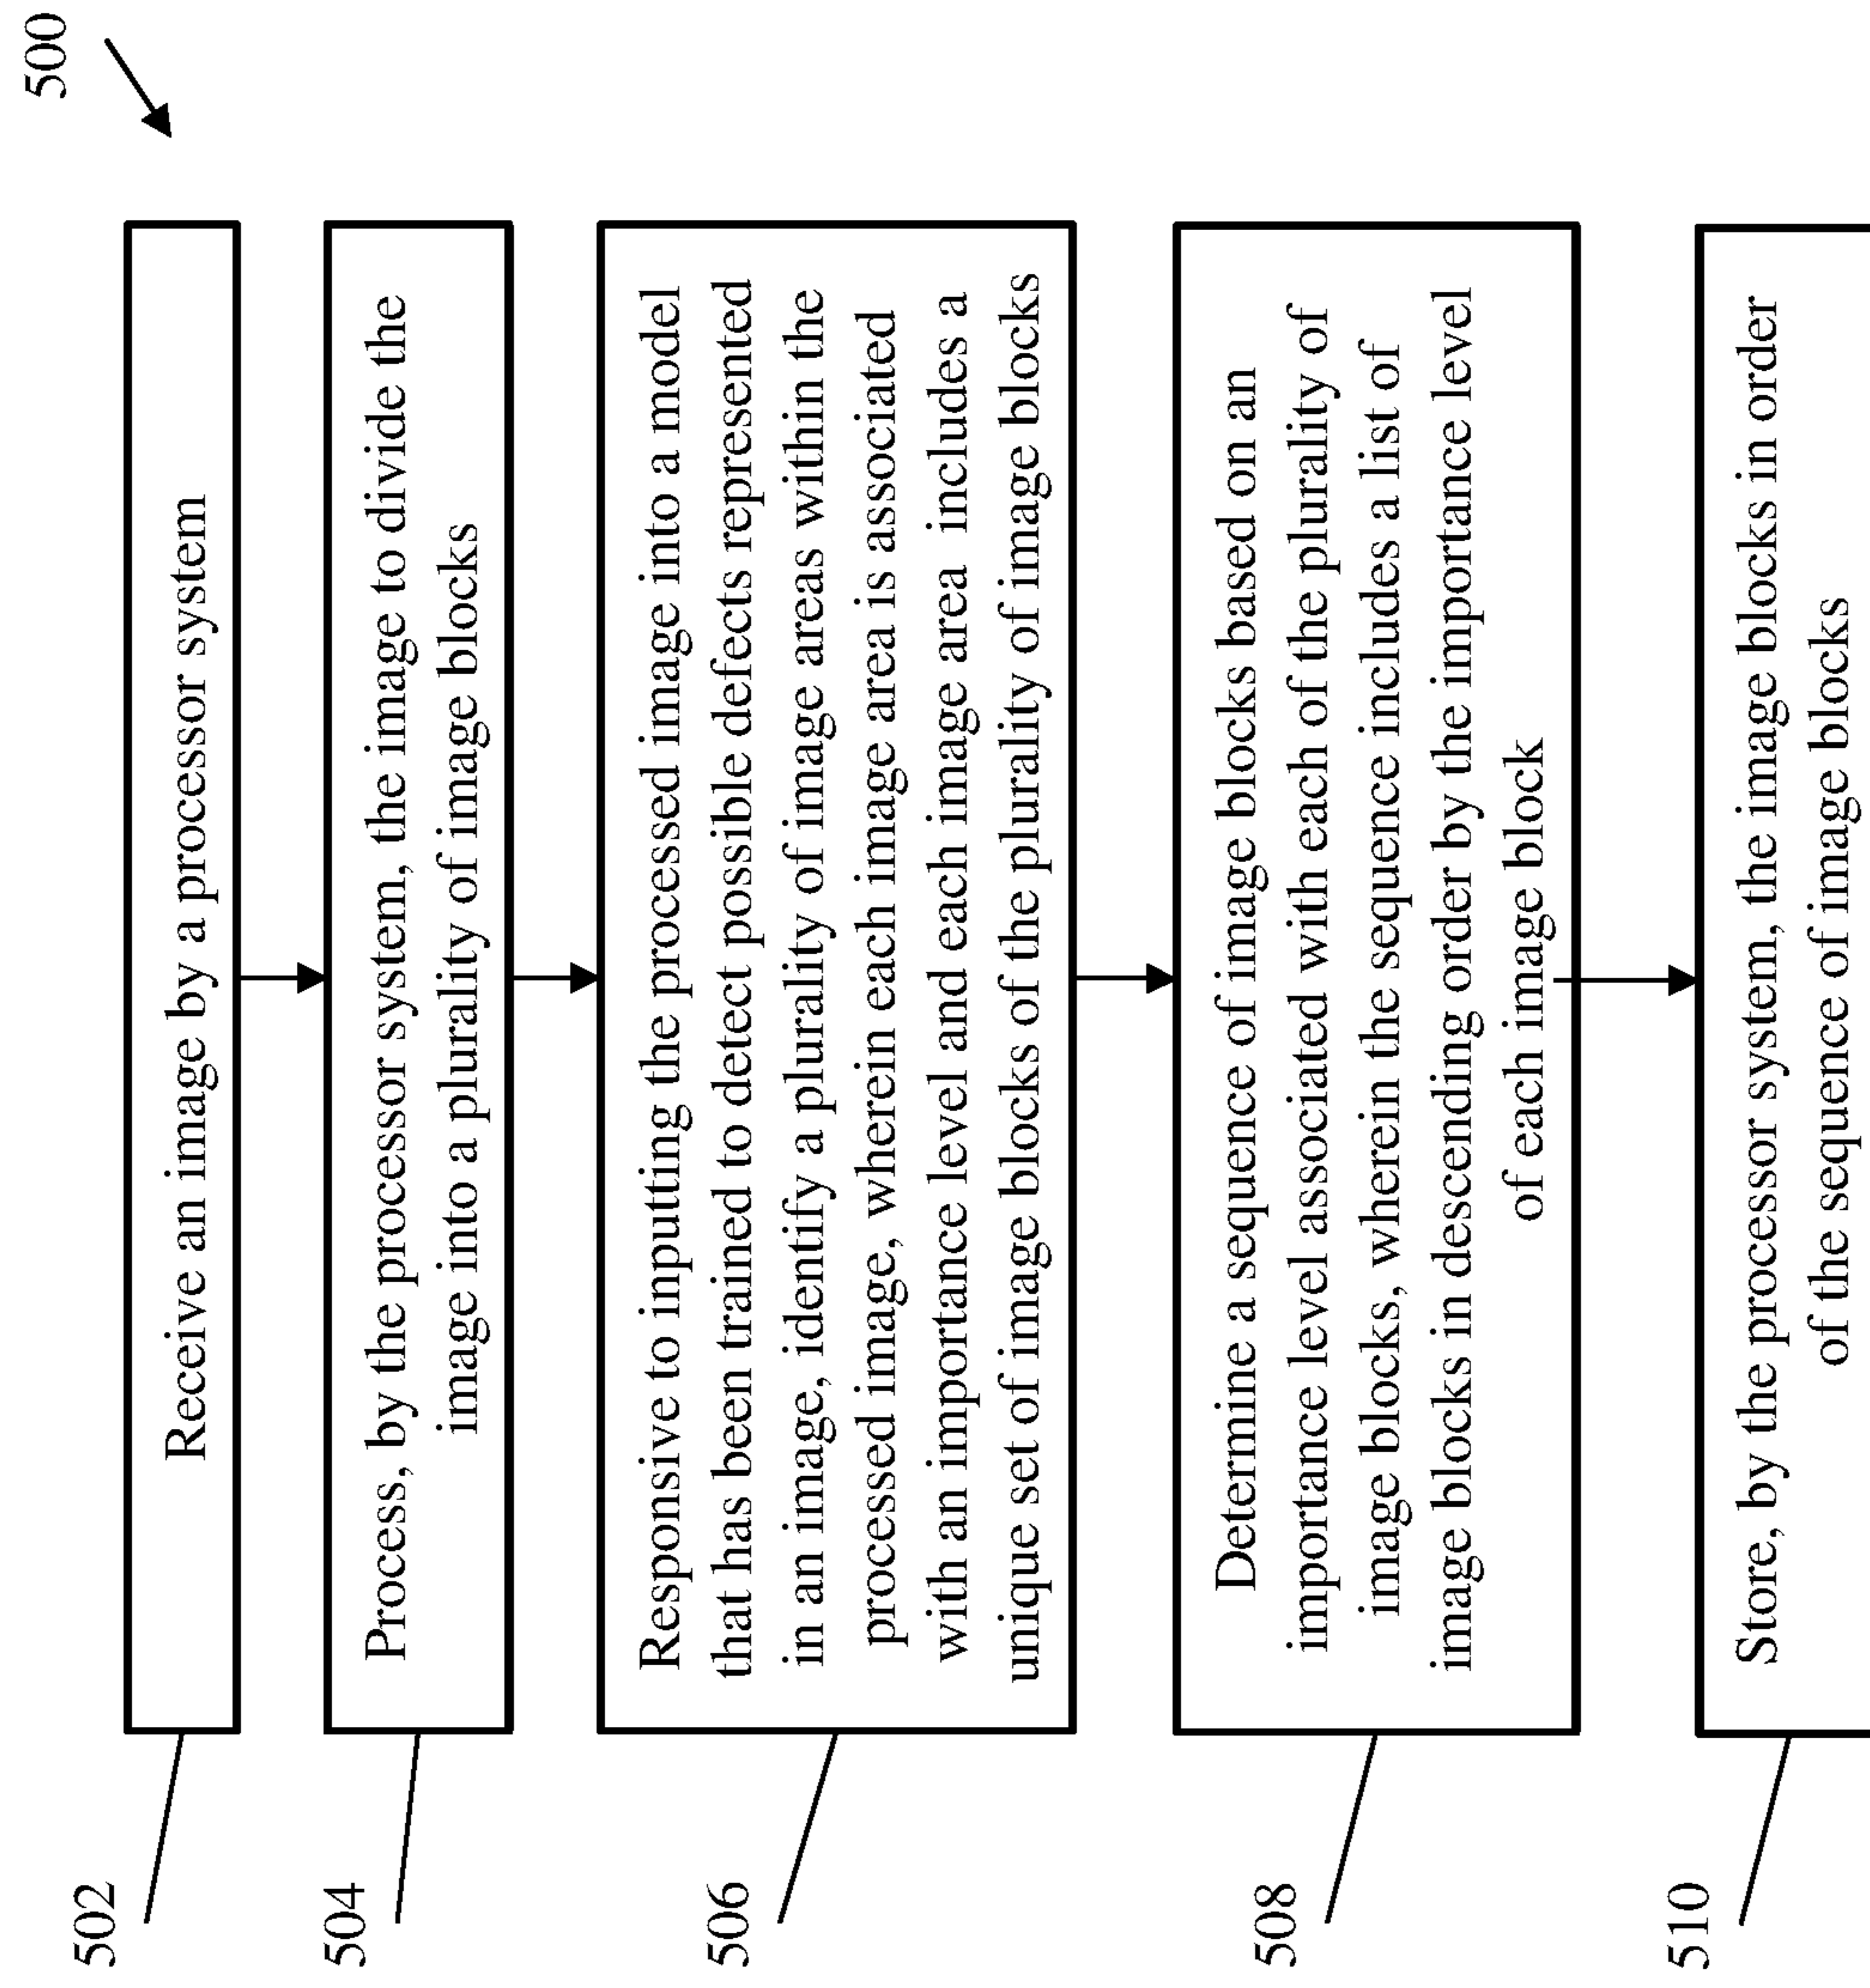 500
502
Receive an image by a processor system
504
Process, by the processor system, the image to divide the
image into a plurality of image blocks
506
Responsive to inputting the processed image into a model
that has been trained to detect possible defects represented
in an image, identify a plurality of image areas within the
processed image, wherein each image area is associated
with an importance level and each image area includes a
unique set of image blocks of the plurality of image blocks
508
Determine a sequence of image blocks based on an
importance level associated with each of the plurality of
image blocks, wherein the sequence includes a list of
image blocks in descending order by the importance level
of each image block
510
Store, by the processor system, the image blocks in order
of the sequence of image blocks